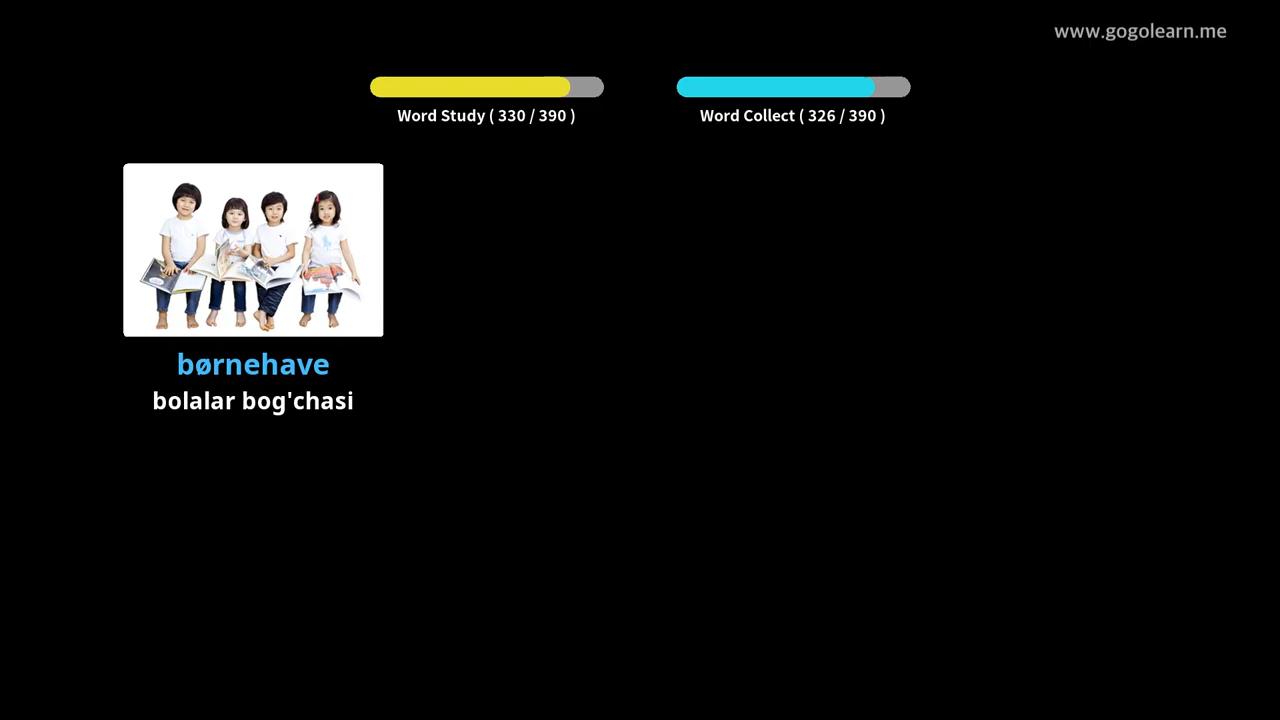 www.gogolearn.me
Word Study ( 330 / 390 )
Word Collect ( 326 / 390 )
børnehave
bolalar bog'chasi